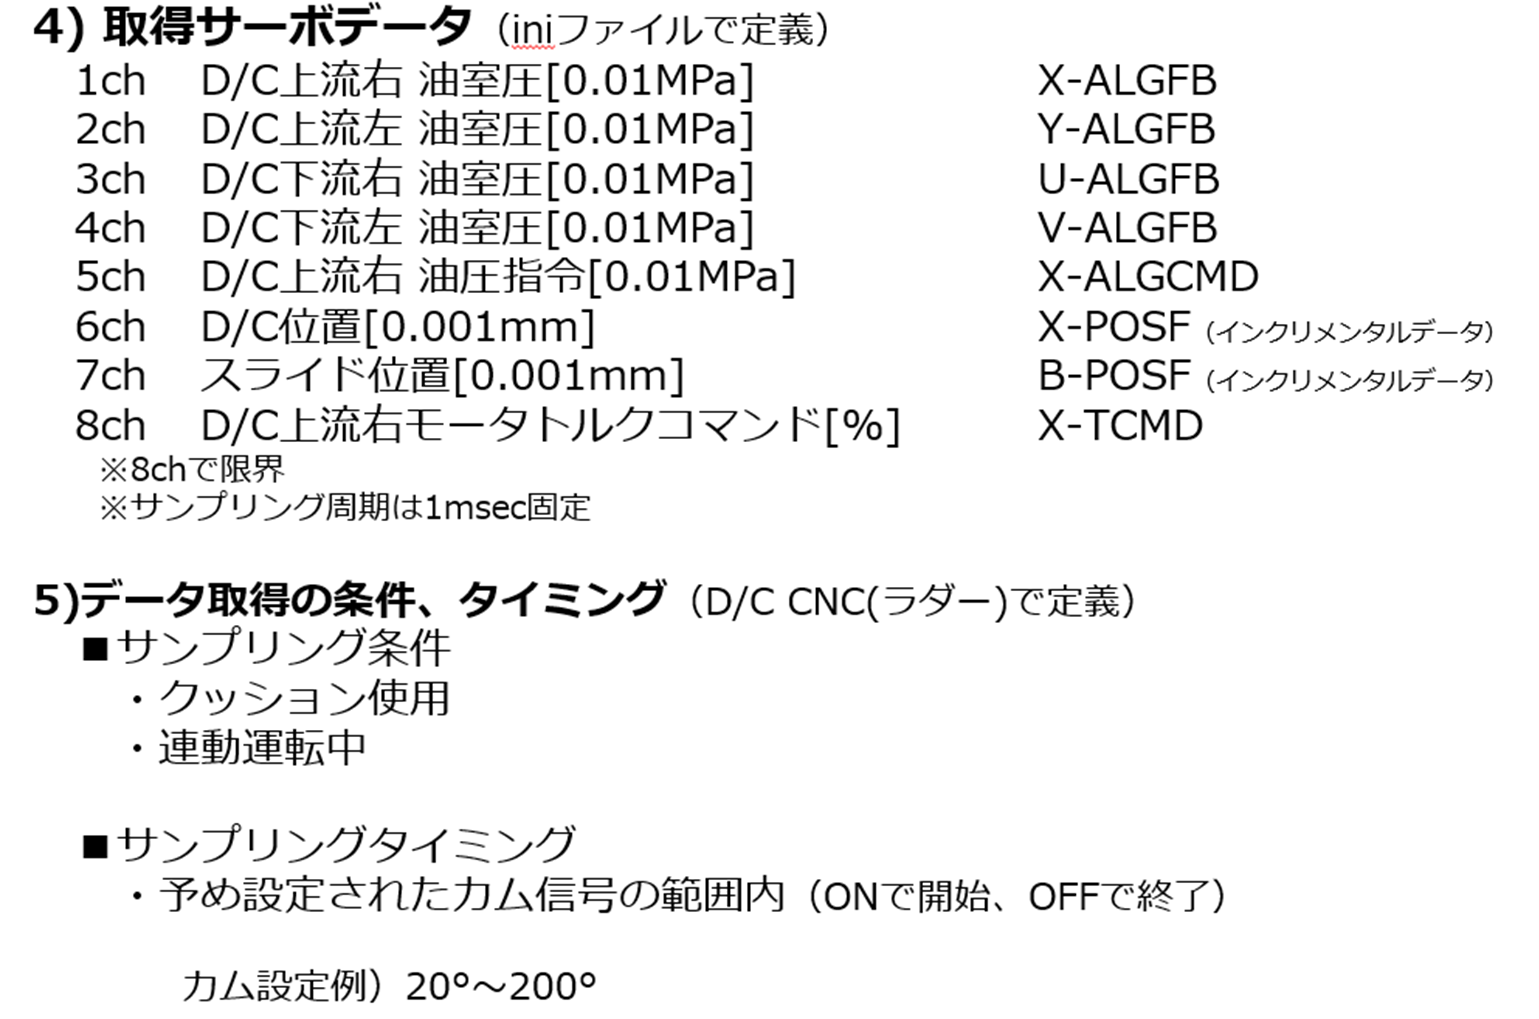 4) 取得サーボデータ（iniファイルで定義）
1ch D/C上流右 油室圧[0.01MPa] X-ALGFB
2ch D/C上流左 油室圧[0.01MPa] Y-ALGFB
3ch D/C下流右 油室圧[0.01MPa] U-ALGFB
4ch D/C下流左 油室圧[0.01MPa] V-ALGFB
5ch D/C上流右 油圧指令[0.01MPa] X-ALGCMD
6ch D/C位置[0.001mm] X-POSF（インクリメンタルデータ）
7ch スライド位置[0.001mm] B-POSF（インクリメンタルデータ）
8ch D/C上流右モータトルクコマンド[%] X-TCMD
※8chで限界
※サンプリング周期は1msec固定
5)データ取得の条件、タイミング（D/C CNC(ラダー)で定義）
■サンプリング条件
・クッション使用
・連動運転中
■サンプリングタイミング
・予め設定されたカム信号の範囲内（ONで開始、OFFで終了）
カム設定例）20°～200°